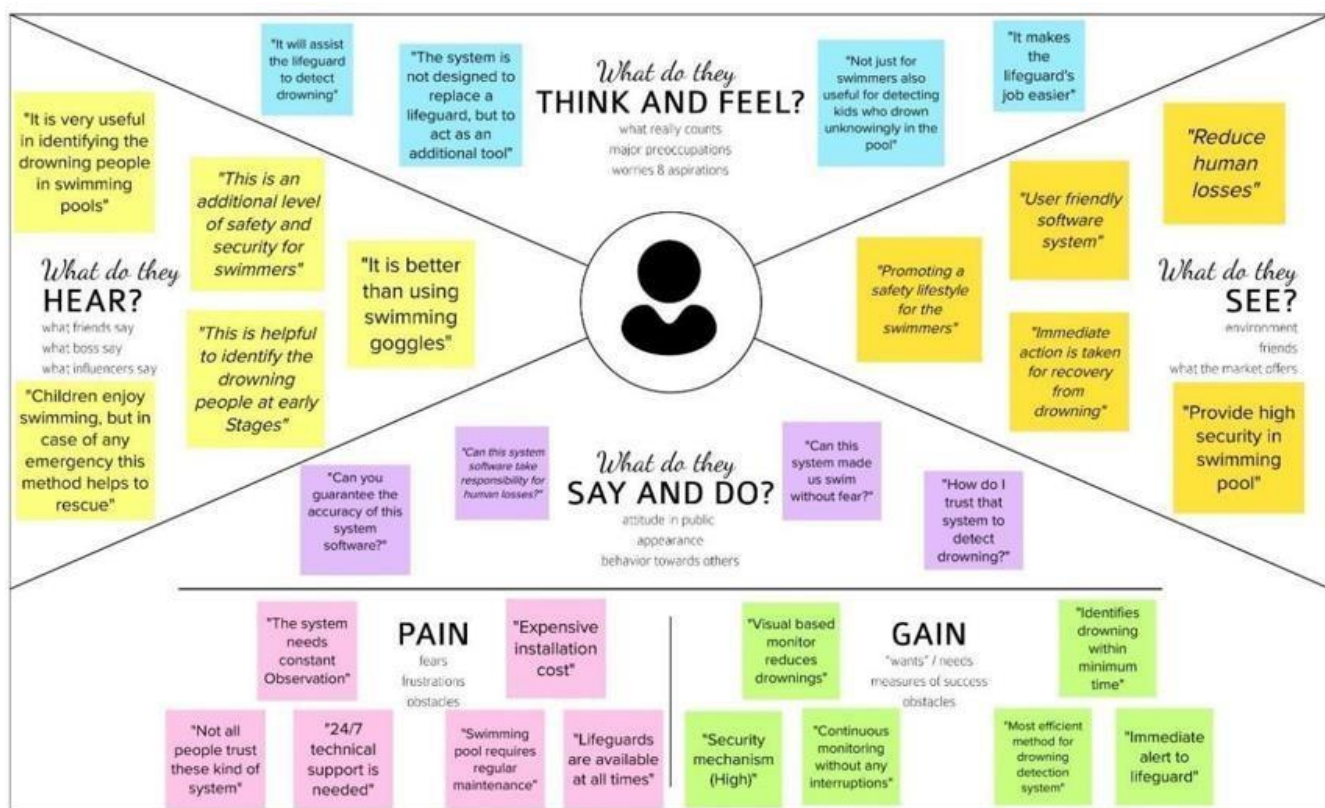 "It will assist
the lifeguard
to detect
drowning"
"The system is
not designed to
replace a
lifeguard, but to
act as an
additional tool"
What do they
THINK AND FEEL?
what really counts
major preoccupations
worries & aspirations
"Not just for
swimmers also
useful for detecting
kids who drown
unknowingly in the
pool"
"It makes
the
lifeguard's
job easier"
"It is very useful
in identifying the
drowning people
in swimming
pools"
"This is an
additional level
of safety and
security for
swimmers"
"It is better
than using
swimming
goggles"
What do they
HEAR?
what friends say
what boss say
what influencers say
"This is helpful
to identify the
drowning
people at early
Stages"
"Children enjoy
swimming, but in
case of any
emergency this
method helps to
rescue"
"Reduce
human
losses"
"User friendly
software
system"
"Promoting a
safety lifestyle
for the
swimmers"
What do they
SEE?
environment
friends
what the market offers
"Immediate
action is taken
for recovery
from
drowning"
"Provide high
security in
swimming
pool"
"Can you
guarantee the
accuracy of this
system
software?"
"Can this system
software take
responsibility for
human losses?"
What do they
SAY AND DO?
attitude in public
appearance
behavior towards others
"Can this
system made
us swim
without fear?"
"How do I
trust that
system to
detect
drowning?"
"The system
needs
constant
Observation"
PAIN
fears
frustrations
obstacles
"Expensive
installation
cost"
"Not all
people trust
these kind of
system"
"24/7
technical
support is
needed"
"Swimming
pool requires
regular
maintenance"
"Lifeguards
are available
at all times"
"Visual based
monitor
reduces
drownings"
GAIN
"wants" / needs
measures of success
obstacles
"Identifies
drowning
within
minimum
time"
"Security
mechanism
(High)"
"Continuous
monitoring
without any
interruptions"
"Most efficient
method for
drowning
detection
system"
"Immediate
alert to
lifeguard"